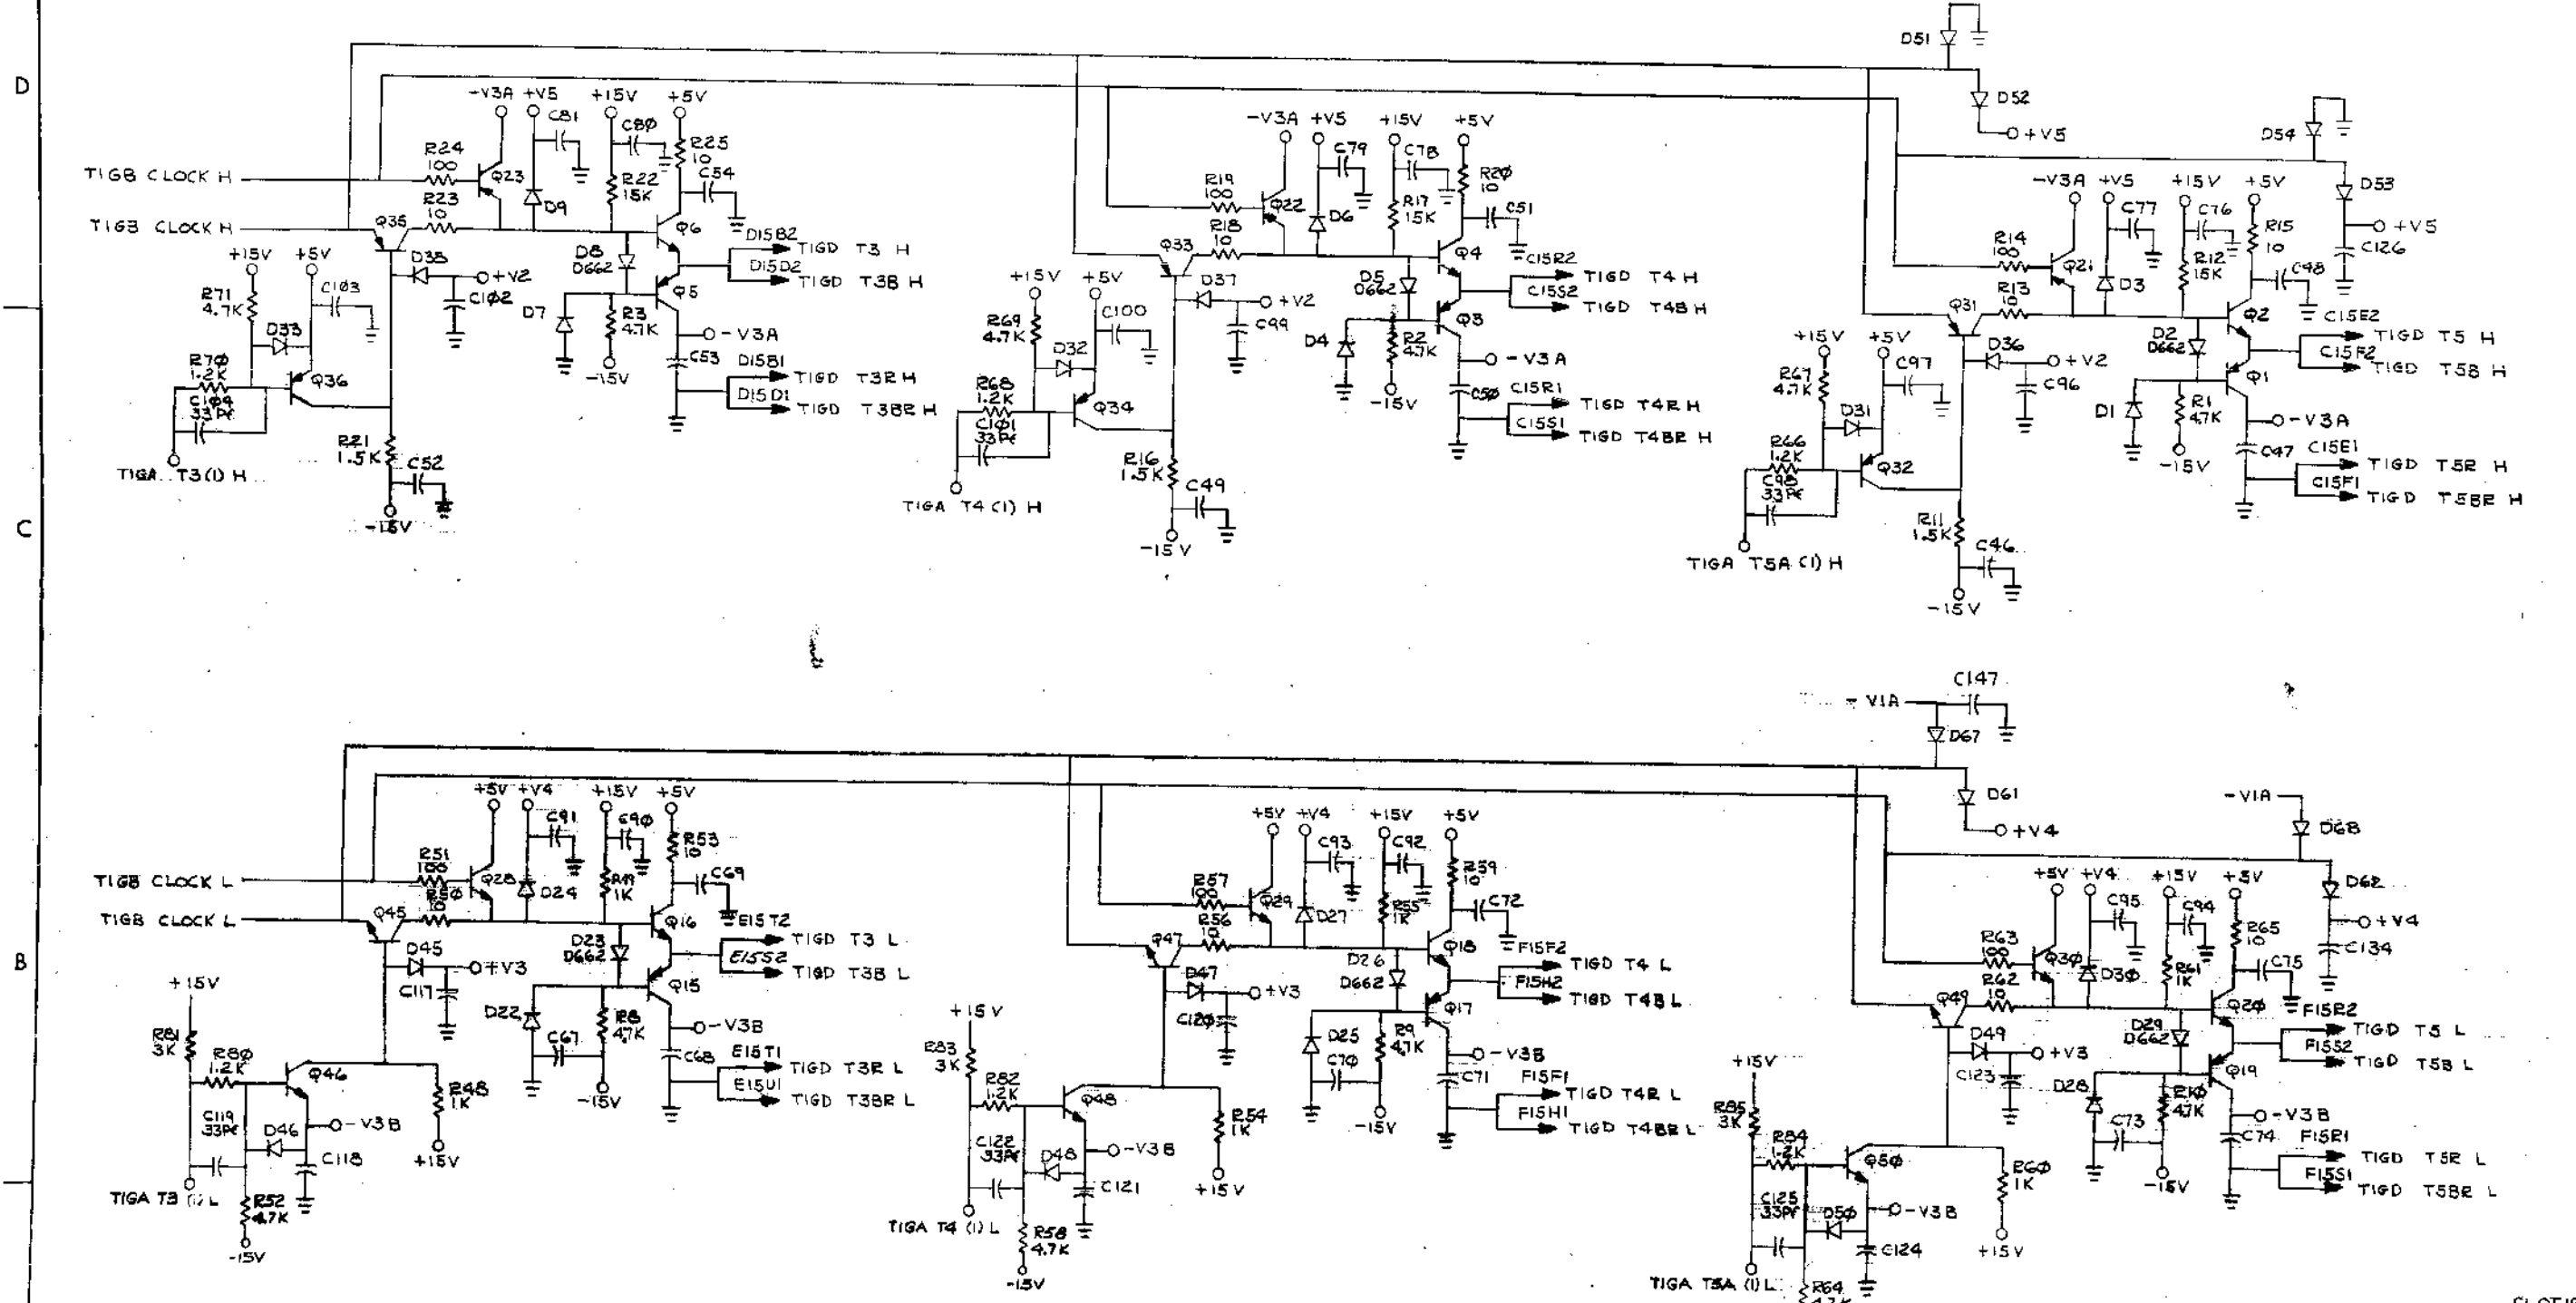 D
C
B
TIGB CLOCK H
TIGB CLOCK H
R24
100
R23
10
-V3A
+V5
+15V
+5V
C81
C80
R25
10
C54
Q23
D9
R22
15K
Q6
Q35
D8
D662
Q5
D15B2
TIGD T3 H
D15D2
TIGD T3B H
+15V
+5V
D38
+V2
C102
R71
4.7K
C103
D33
R70
1.2K
33Pf
Q36
D7
R3
4.7K
-15V
-V3A
C53
D15B1
TIGD T3R H
D15D1
TIGD T3BR H
R21
1.5K
C52
-15V
TIGA T3(1) H
-V3A
+V5
+15V
+5V
C79
C78
R20
10
C51
R19
100
R18
10
Q22
D6
R17
15K
Q4
Q33
D5
D662
Q3
C15R2
TIGD T4 H
C15S2
TIGD T4B H
+15V
+5V
D37
+V2
C99
R69
4.7K
C100
D32
R68
1.2K
C101
33Pf
Q34
D4
R2
4.7K
-15V
-V3A
C50
C15R1
TIGD T4R H
C15S1
TIGD T4BR H
R16
1.5K
C49
-15V
TIGA T4 (1) H
D51
D52
+V5
D54
D53
+V5
C126
-V3A
+V5
+15V
+5V
C77
C76
R15
10
C48
R14
100
R13
10
Q21
D3
R12
15K
Q2
Q31
D2
D662
Q1
C15E2
TIGD T5 H
C15F2
TIGD T5B H
+15V
+5V
D36
+V2
C96
R67
4.7K
C97
D31
R66
1.2K
C98
33Pf
Q32
D1
R1
4.7K
-15V
-V3A
C47
C15E1
TIGD T5R H
C15F1
TIGD T5BR H
R11
1.5K
C46
-15V
TIGA T5A (1) H
TIGB CLOCK L
TIGB CLOCK L
R51
100
R50
10
+5V
+V4
+15V
+5V
C91
C90
R53
10
C69
Q28
D24
R49
1K
Q16
Q45
D23
D662
Q15
E15T2
TIGD T3 L
E15S2
TIGD T3B L
D45
+V3
C117
+15V
R81
3K
R80
1.2K
Q46
C119
33Pf
D46
-V3B
C118
R48
1K
+15V
TIGA T3 (1) L
R52
4.7K
-15V
D22
C67
R8
4.7K
-15V
-V3B
C68
E15T1
TIGD T3R L
E15U1
TIGD T3BR L
+5V
+V4
+15V
+5V
C93
C92
R59
10
C72
R57
100
R56
10
Q29
D27
R55
1K
Q18
Q47
D26
D662
Q17
F15F2
TIGD T4 L
F15H2
TIGD T4B L
D47
+V3
C120
+15V
R83
3K
R82
1.2K
Q48
C122
33Pf
D48
-V3B
C121
R54
1K
+15V
TIGA T4 (1) L
R58
4.7K
-15V
D25
C70
R9
4.7K
-15V
-V3B
C71
F15F1
TIGD T4R L
F15H1
TIGD T4BR L
-V1A
C147
D67
D61
+V4
-V1A
D68
D62
+V4
C134
+5V
+V4
+15V
+5V
C95
C94
R65
10
C75
R63
100
R62
10
Q30
D30
R61
1K
Q20
Q49
D29
D662
Q19
F15R2
TIGD T5 L
F15S2
TIGD T5B L
D49
+V3
C123
+15V
R85
3K
R84
1.2K
Q50
C125
33Pf
D50
-V3B
C124
R60
1K
+15V
TIGA T5A (1) L
R64
4.7K
D28
C73
R10
4.7K
-15V
-V3B
C74
F15R1
TIGD T5R L
F15S1
TIGD T5BR L